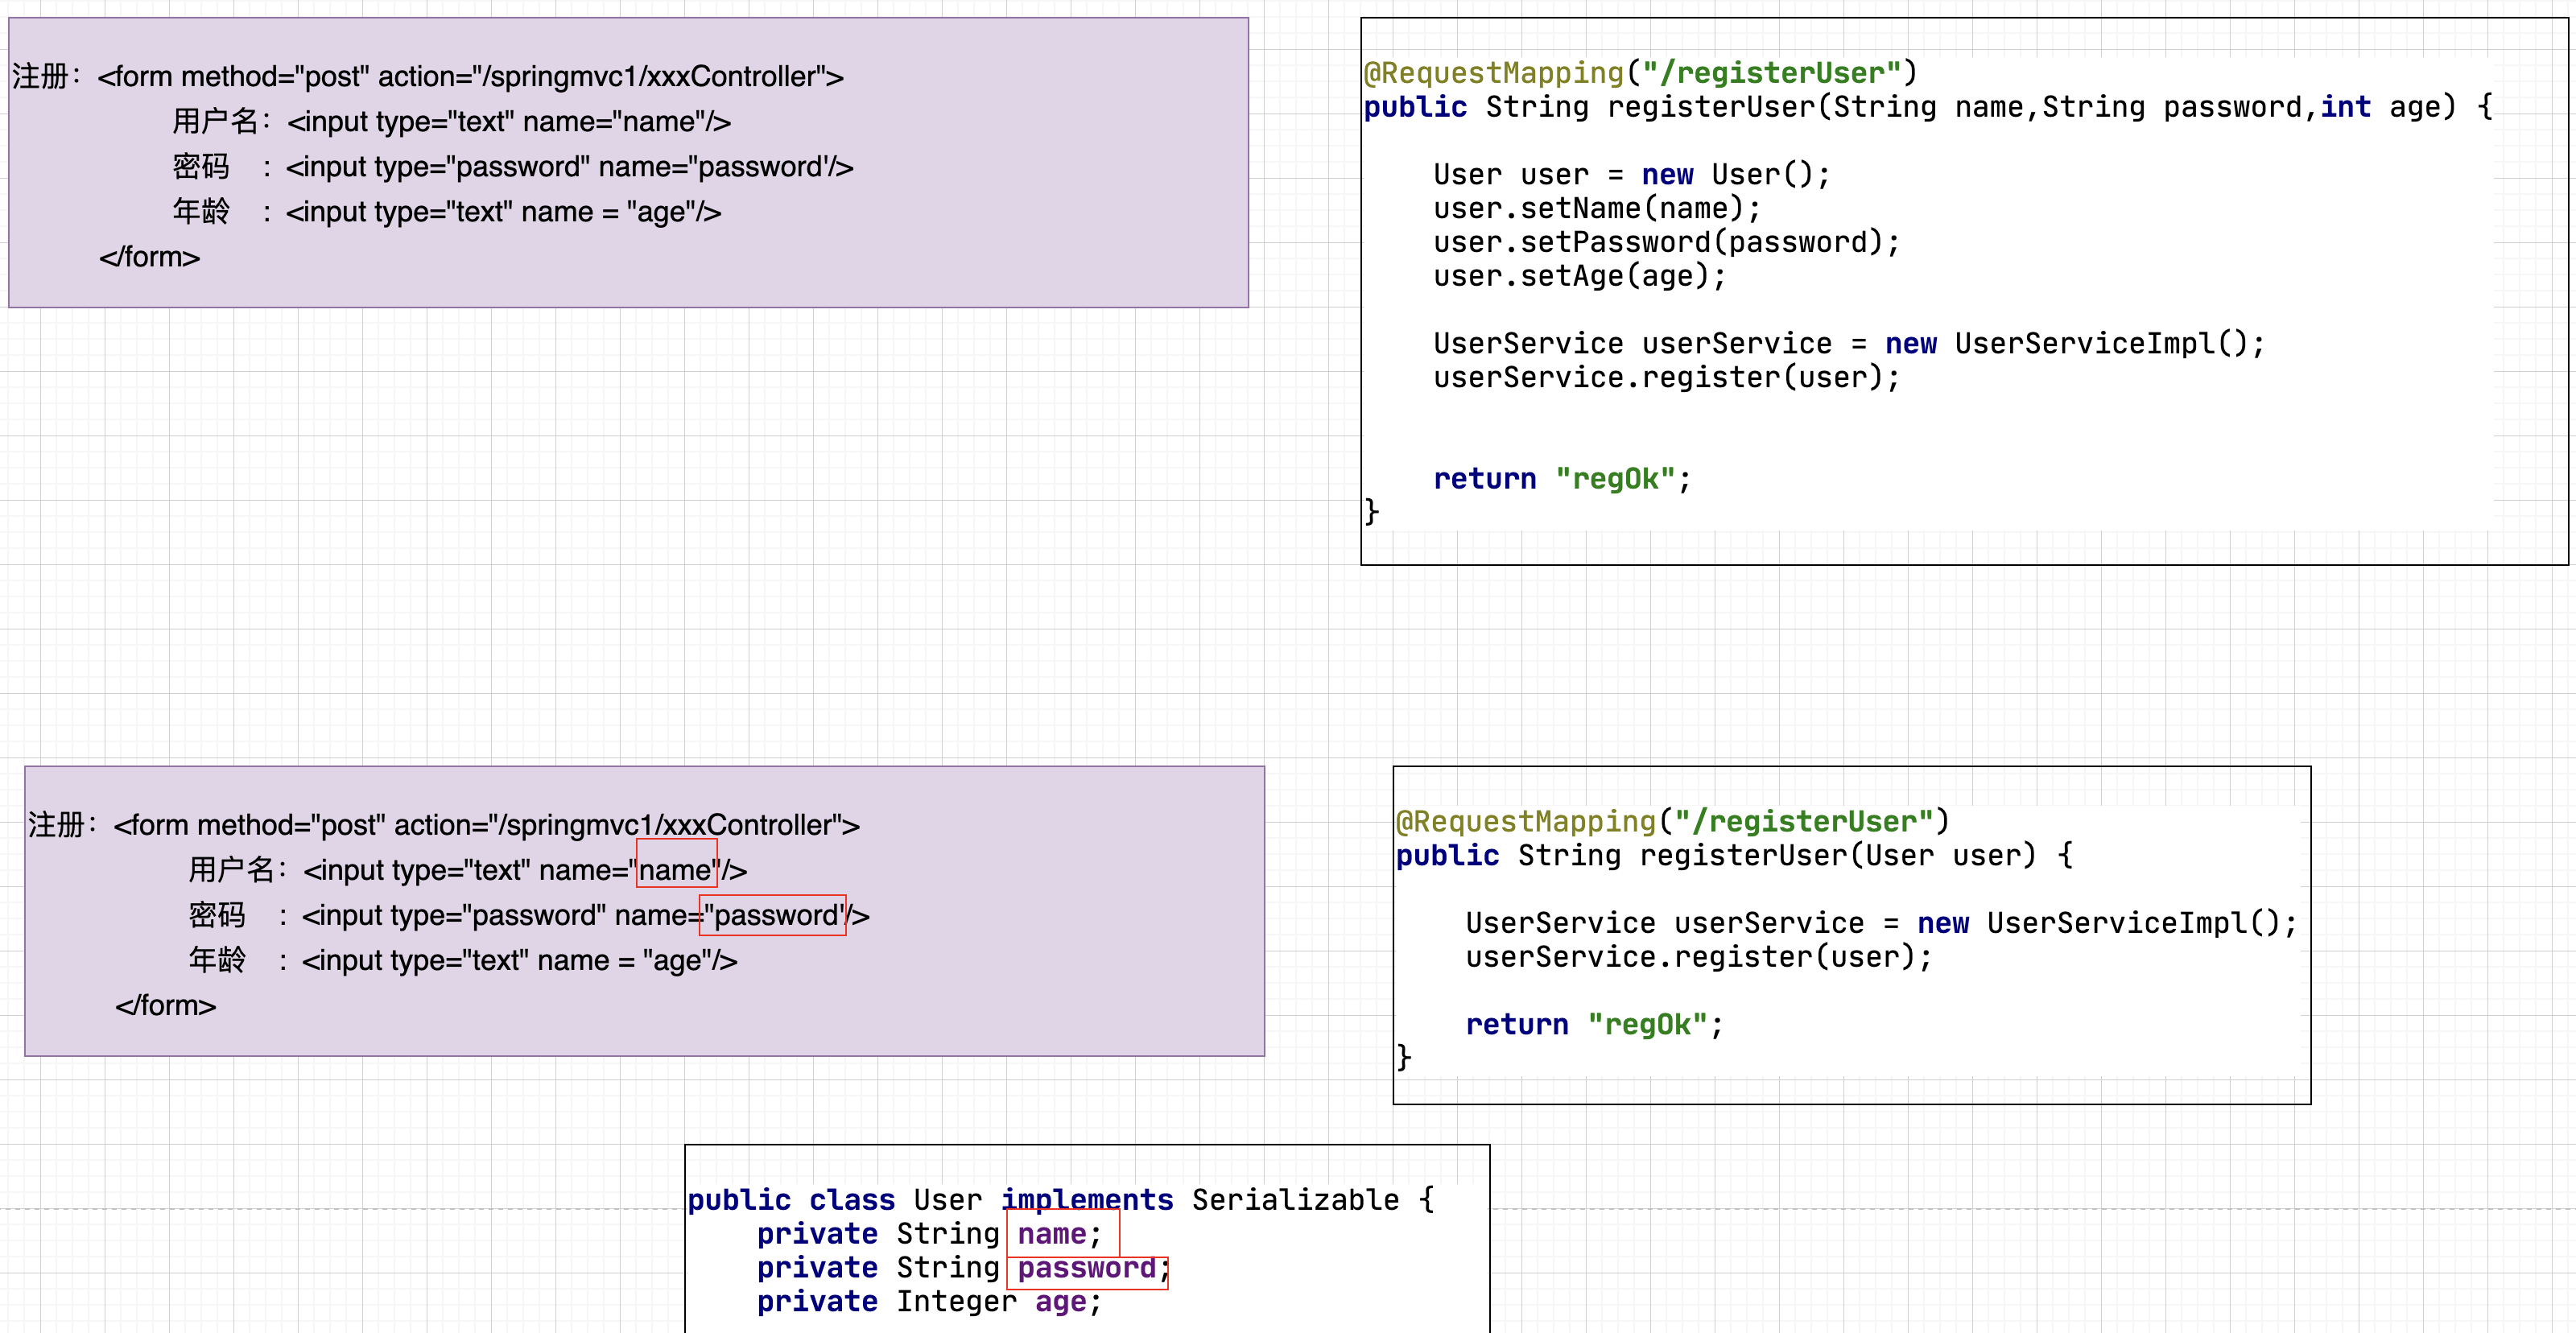 注册：<form method="post" action="/springmvc1/xxxController">
用户名：<input type="text" name="name"/>
密码 ：<input type="password" name="password'/>
年龄 ：<input type="text" name = "age"/>
</form>
@RequestMapping("/registerUser")
public String registerUser(String name,String password,int age) {
User user = new User();
user.setName(name);
user.setPassword(password);
user.setAge(age);
UserService userService = new UserServiceImpl();
userService.register(user);
return "regOk";
}
注册：<form method="post" action="/springmvc1/xxxController">
用户名：<input type="text" name="name"/>
密码 ：<input type="password" name="password'/>
年龄 ：<input type="text" name = "age"/>
</form>
@RequestMapping("/registerUser")
public String registerUser(User user) {
UserService userService = new UserServiceImpl();
userService.register(user);
return "regOk";
}
public class User implements Serializable {
private String name;
private String password;
private Integer age;